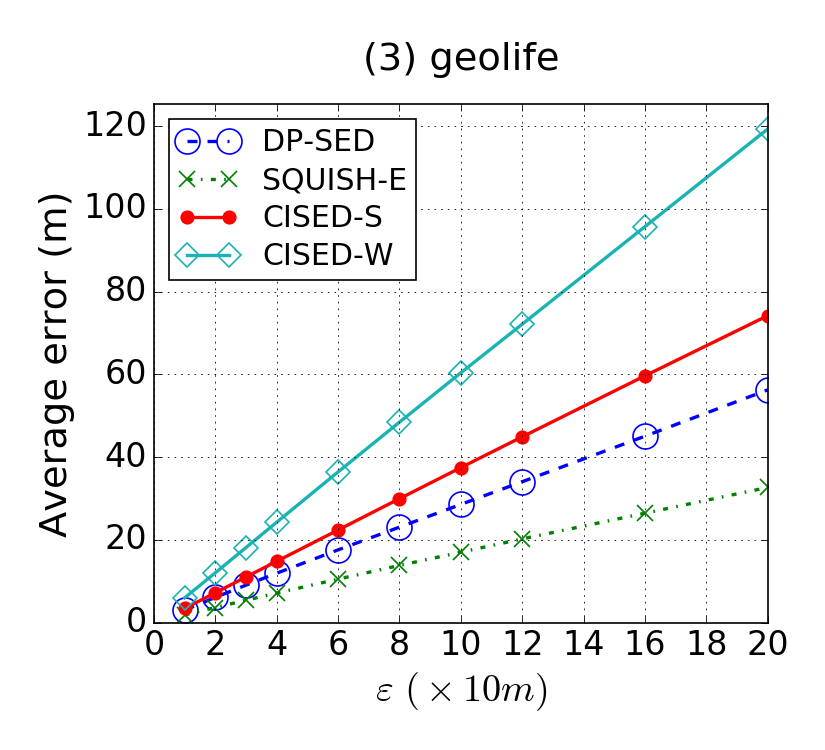 (3) geolife
DP-SED
SQUISH-E
CISED-S
CISED-W
Average error (m)
120
100
80
60
40
20
0
0 2 4 6 8 10 12 14 16 18 20
ε (×10m)